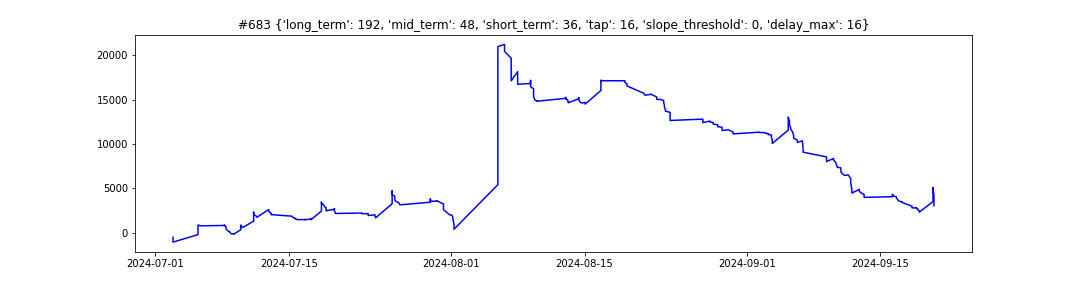 #683 {'long_term': 192, 'mid_term': 48, 'short_term': 36, 'tap': 16, 'slope_threshold': 0, 'delay_max': 16}
20000
15000
10000
5000
0
2024-07-01 2024-07-15 2024-08-01 2024-08-15 2024-09-01 2024-09-15